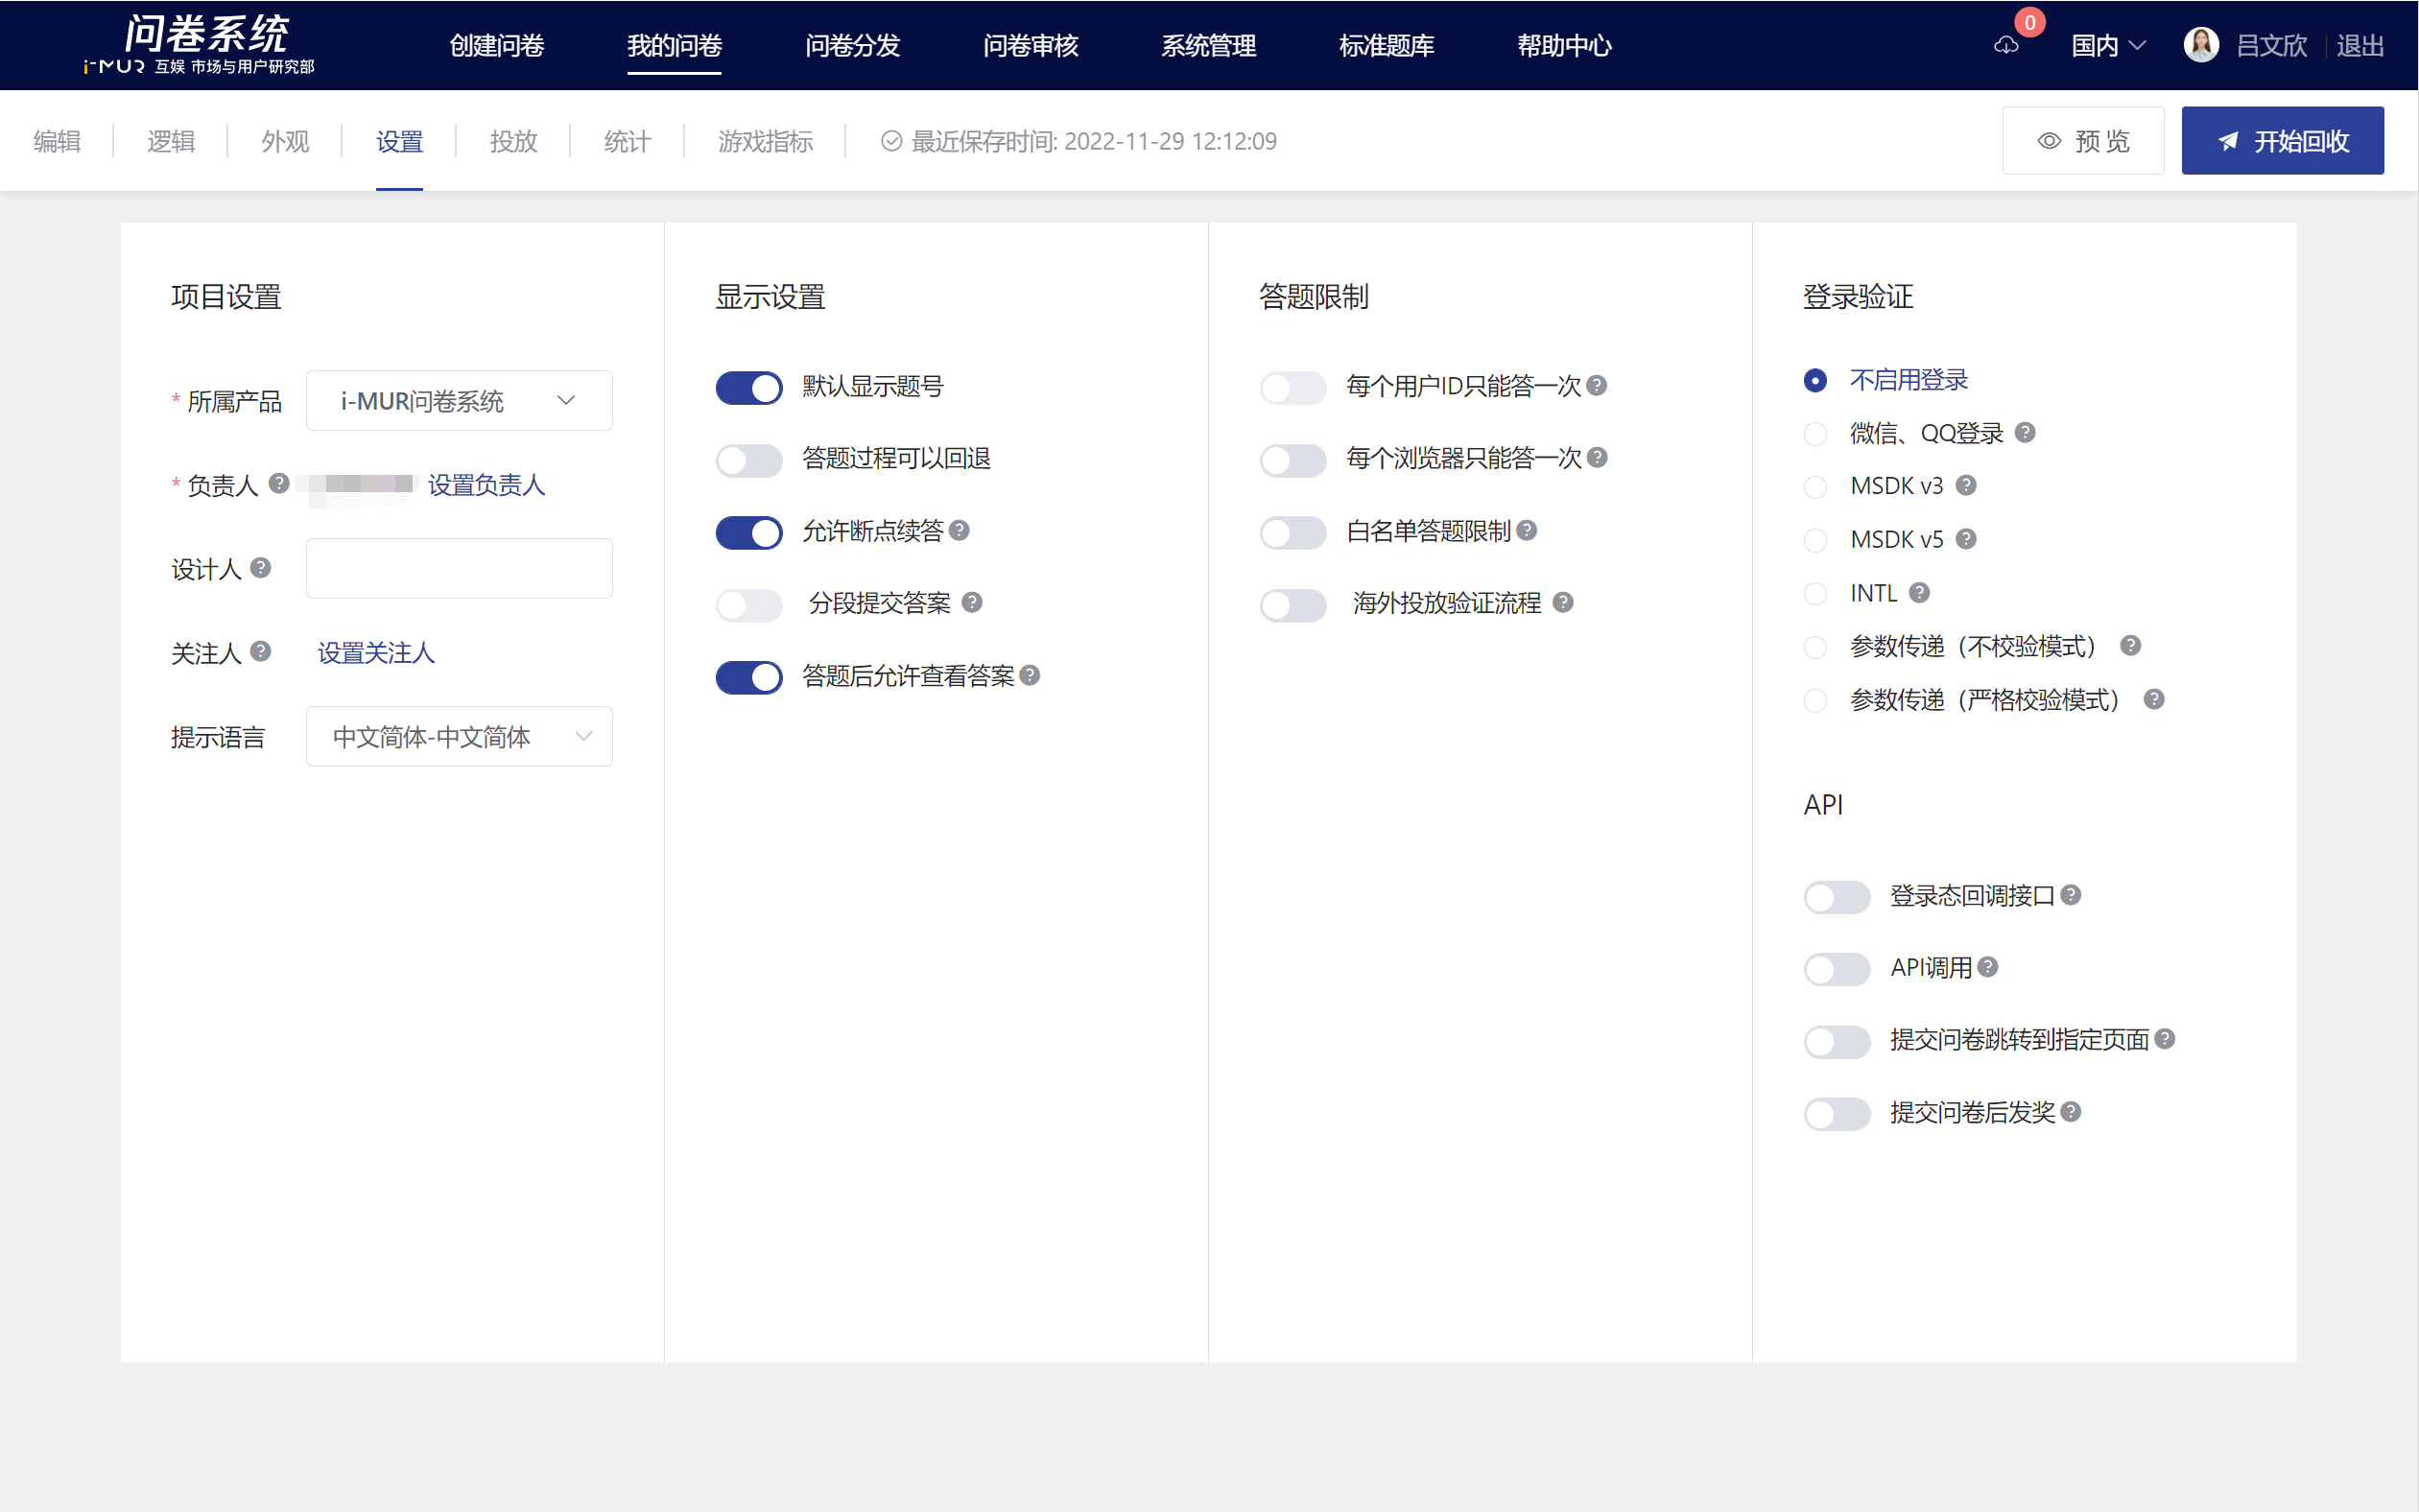 问卷系统
i-MUR 互娱 市场与用户研究部
创建问卷 我的问卷 问卷分发 问卷审核 系统管理 标准题库 帮助中心
0
国内 吕文欣 退出
编辑 逻辑 外观 设置 投放 统计 游戏指标 最近保存时间: 2022-11-29 12:12:09
预 览
开始回收
项目设置
* 所属产品 i-MUR问卷系统
* 负责人 ? 设置负责人
设计人 ?
关注人 ? 设置关注人
提示语言 中文简体-中文简体
显示设置
默认显示题号
答题过程可以回退
允许断点续答 ?
分段提交答案 ?
答题后允许查看答案 ?
答题限制
每个用户ID只能答一次 ?
每个浏览器只能答一次 ?
白名单答题限制 ?
海外投放验证流程 ?
登录验证
不启用登录
微信、QQ登录 ?
MSDK v3 ?
MSDK v5 ?
INTL ?
参数传递（不校验模式） ?
参数传递（严格校验模式） ?
API
登录态回调接口 ?
API调用 ?
提交问卷跳转到指定页面 ?
提交问卷后发奖 ?